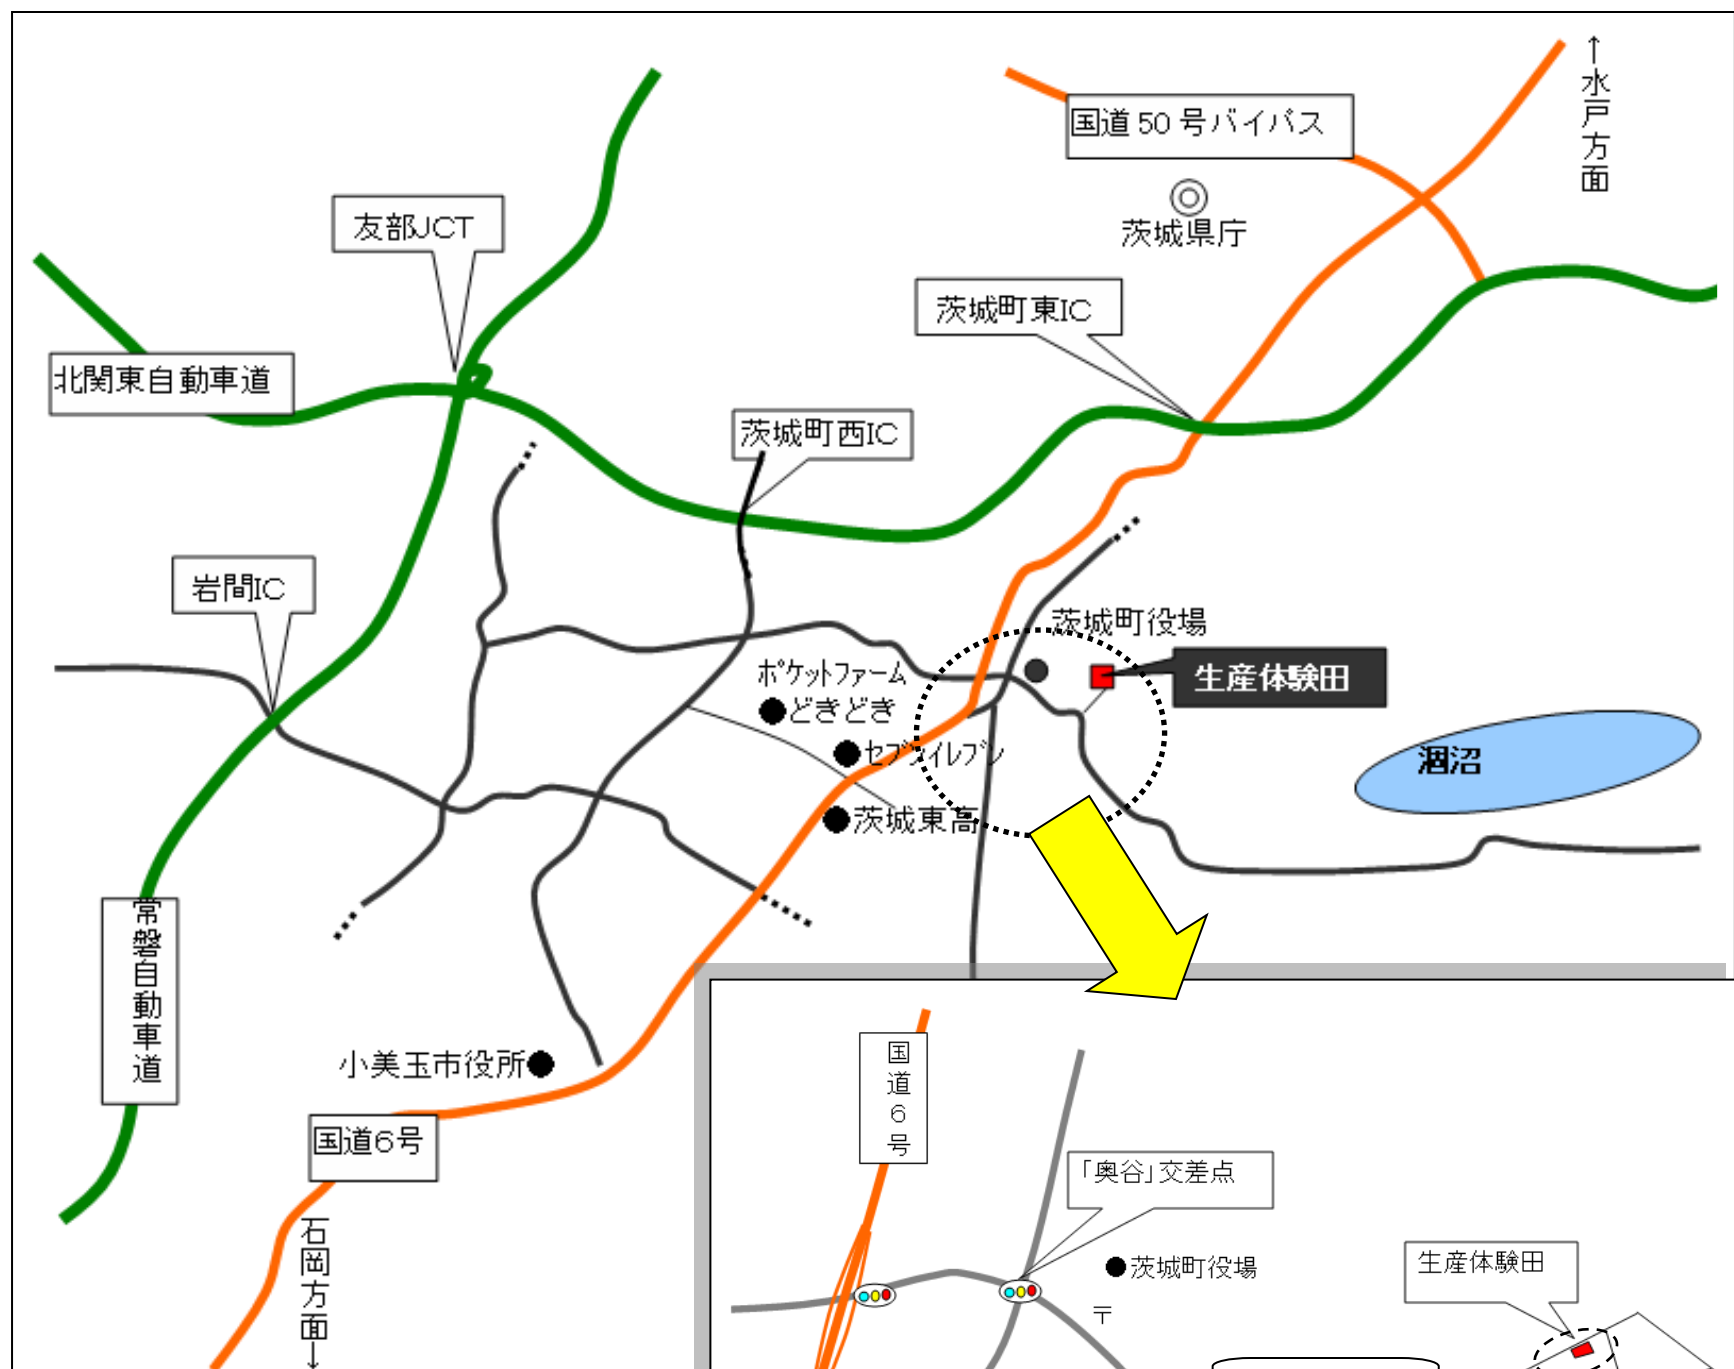 ↑水戸方面
国道50号バイパス
茨城県庁
友部JCT
茨城町東IC
北関東自動車道
茨城町西IC
岩間IC
茨城町役場
ポケットファーム
どきどき
生産体験田
セブンイレブン
涸沼
茨城東高
常磐自動車道
小美玉市役所
国道6号
石岡方面↓
国道6号
「奥谷」交差点
茨城町役場
〒
生産体験田